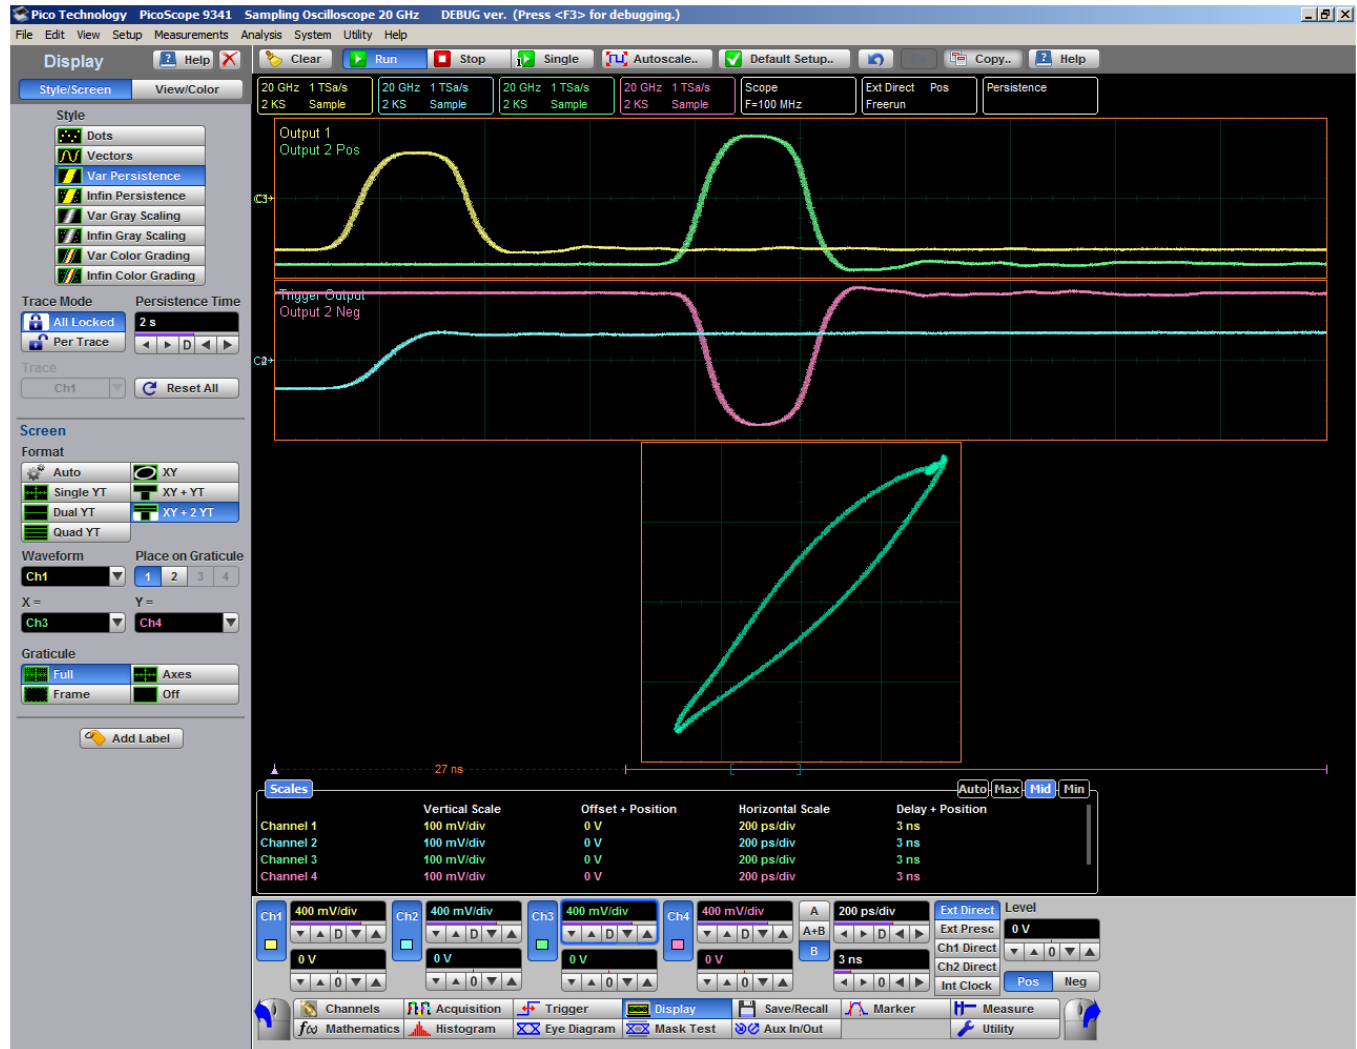 Pico Technology PicoScope 9341 Sampling Oscilloscope 20 GHz DEBUG ver. (Press <F3> for debugging.)
File Edit View Setup Measurements Analysis System Utility Help
Display Help
Clear Run Stop Single Autoscale.. Default Setup.. Copy.. Help
Style/Screen View/Color
20 GHz 1 TSa/s 20 GHz 1 TSa/s 20 GHz 1 TSa/s 20 GHz 1 TSa/s Scope Ext Direct Pos Persistence
2 KS Sample 2 KS Sample 2 KS Sample 2 KS Sample F=100 MHz Freerun
Style
Dots
Vectors
Var Persistence
Infin Persistence
Var Gray Scaling
Infin Gray Scaling
Var Color Grading
Infin Color Grading
Trace Mode Persistence Time
All Locked 2 s
Per Trace D
Trace
Ch1 Reset All
Screen
Format
Auto XY
Single YT XY + YT
Dual YT XY + 2 YT
Quad YT
Waveform Place on Graticule
Ch1 1 2 3 4
X = Y =
Ch3 Ch4
Graticule
Full Axes
Frame Off
Add Label
Output 1
Output 2 Pos
C3
Trigger Output
Output 2 Neg
27 ns
Scales Auto Max Mid Min
Vertical Scale Offset + Position Horizontal Scale Delay + Position
Channel 1 100 mV/div 0 V 200 ps/div 3 ns
Channel 2 100 mV/div 0 V 200 ps/div 3 ns
Channel 3 100 mV/div 0 V 200 ps/div 3 ns
Channel 4 100 mV/div 0 V 200 ps/div 3 ns
Ch1 400 mV/div Ch2 400 mV/div Ch3 400 mV/div Ch4 400 mV/div A 200 ps/div Ext Direct Level
D D D D A+B D Ext Presc 0 V
0 V 0 V 0 V 0 V B 3 ns Ch1 Direct 0
Ch2 Direct
0 0 0 0 0 Int Clock Pos Neg
Channels Acquisition Trigger Display Save/Recall Marker Measure
f(x) Mathematics Histogram Eye Diagram Mask Test Aux In/Out Utility